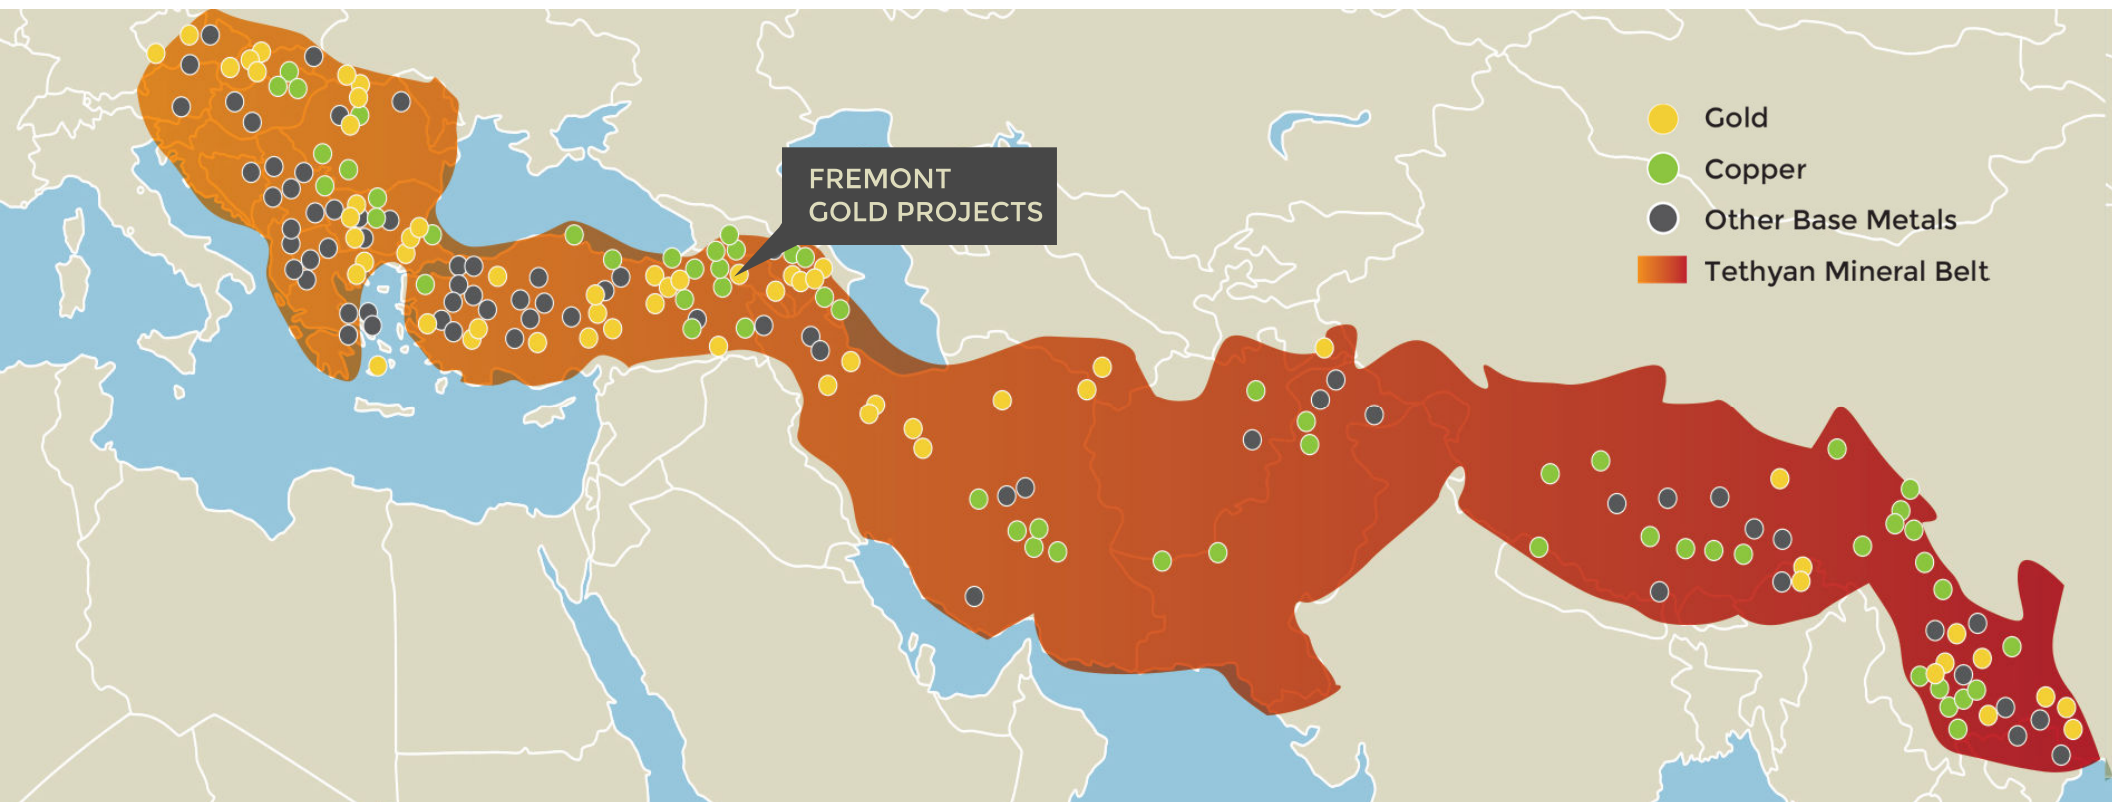 FREMONT
GOLD PROJECTS
Gold
Copper
Other Base Metals
Tethyan Mineral Belt